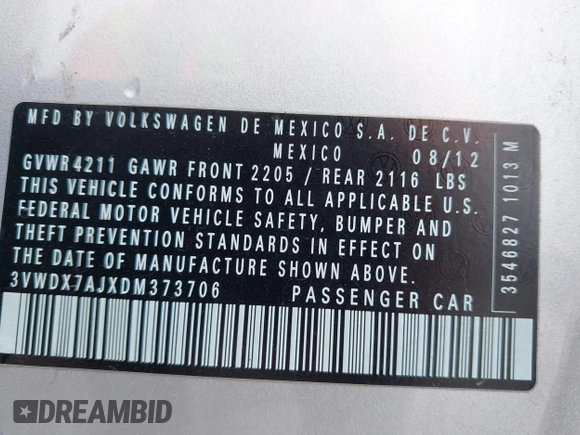 MFD BY VOLKSWAGEN DE MEXICO S.A. DE C.V.
MEXICO 08/12
GVWR 4211 GAWR FRONT 2205 / REAR 2116 LBS
THIS VEHICLE CONFORMS TO ALL APPLICABLE U.S.
FEDERAL MOTOR VEHICLE SAFETY, BUMPER AND
THEFT PREVENTION STANDARDS IN EFFECT ON
THE DATE OF MANUFACTURE SHOWN ABOVE.
3VWDX7AJXDM373706 PASSENGER CAR
3546827 1013 M
DREAMBID